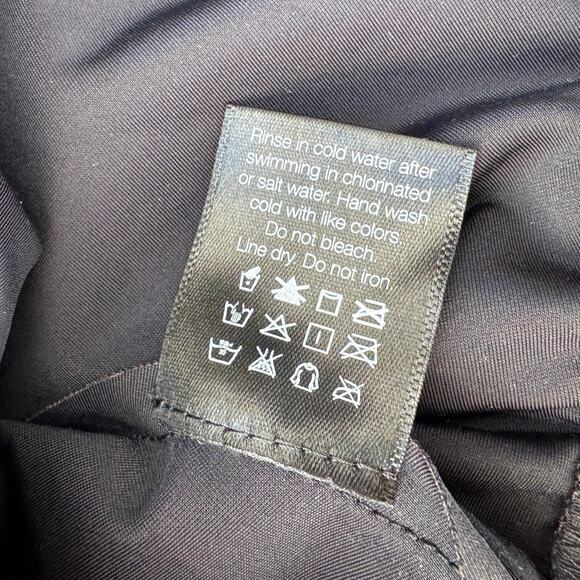 Rinse in cold water after
swimming in chlorinated
or salt water. Hand wash
cold with like colors.
Do not bleach.
Line dry. Do not iron.